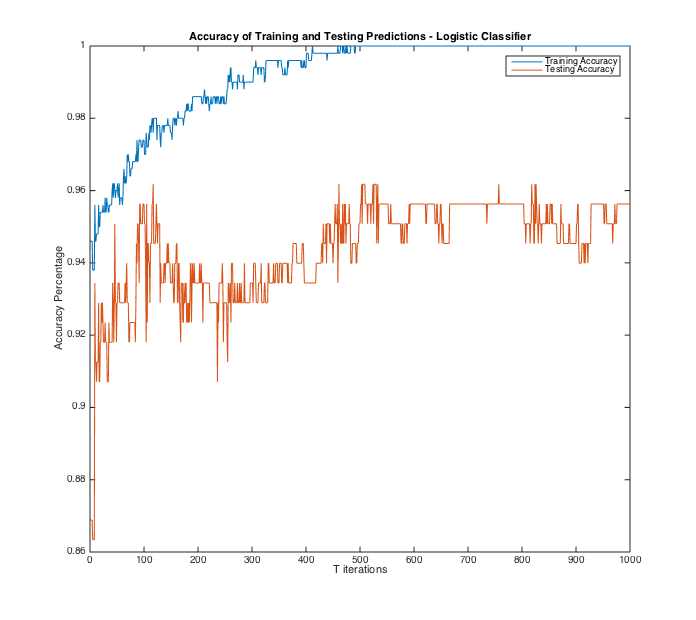 Accuracy of Training and Testing Predictions - Logistic Classifier
1
0.98
0.96
0.94
0.92
0.9
0.88
0.86
Accuracy Percentage
Training Accuracy
Testing Accuracy
0 100 200 300 400 500 600 700 800 900 1000
T iterations